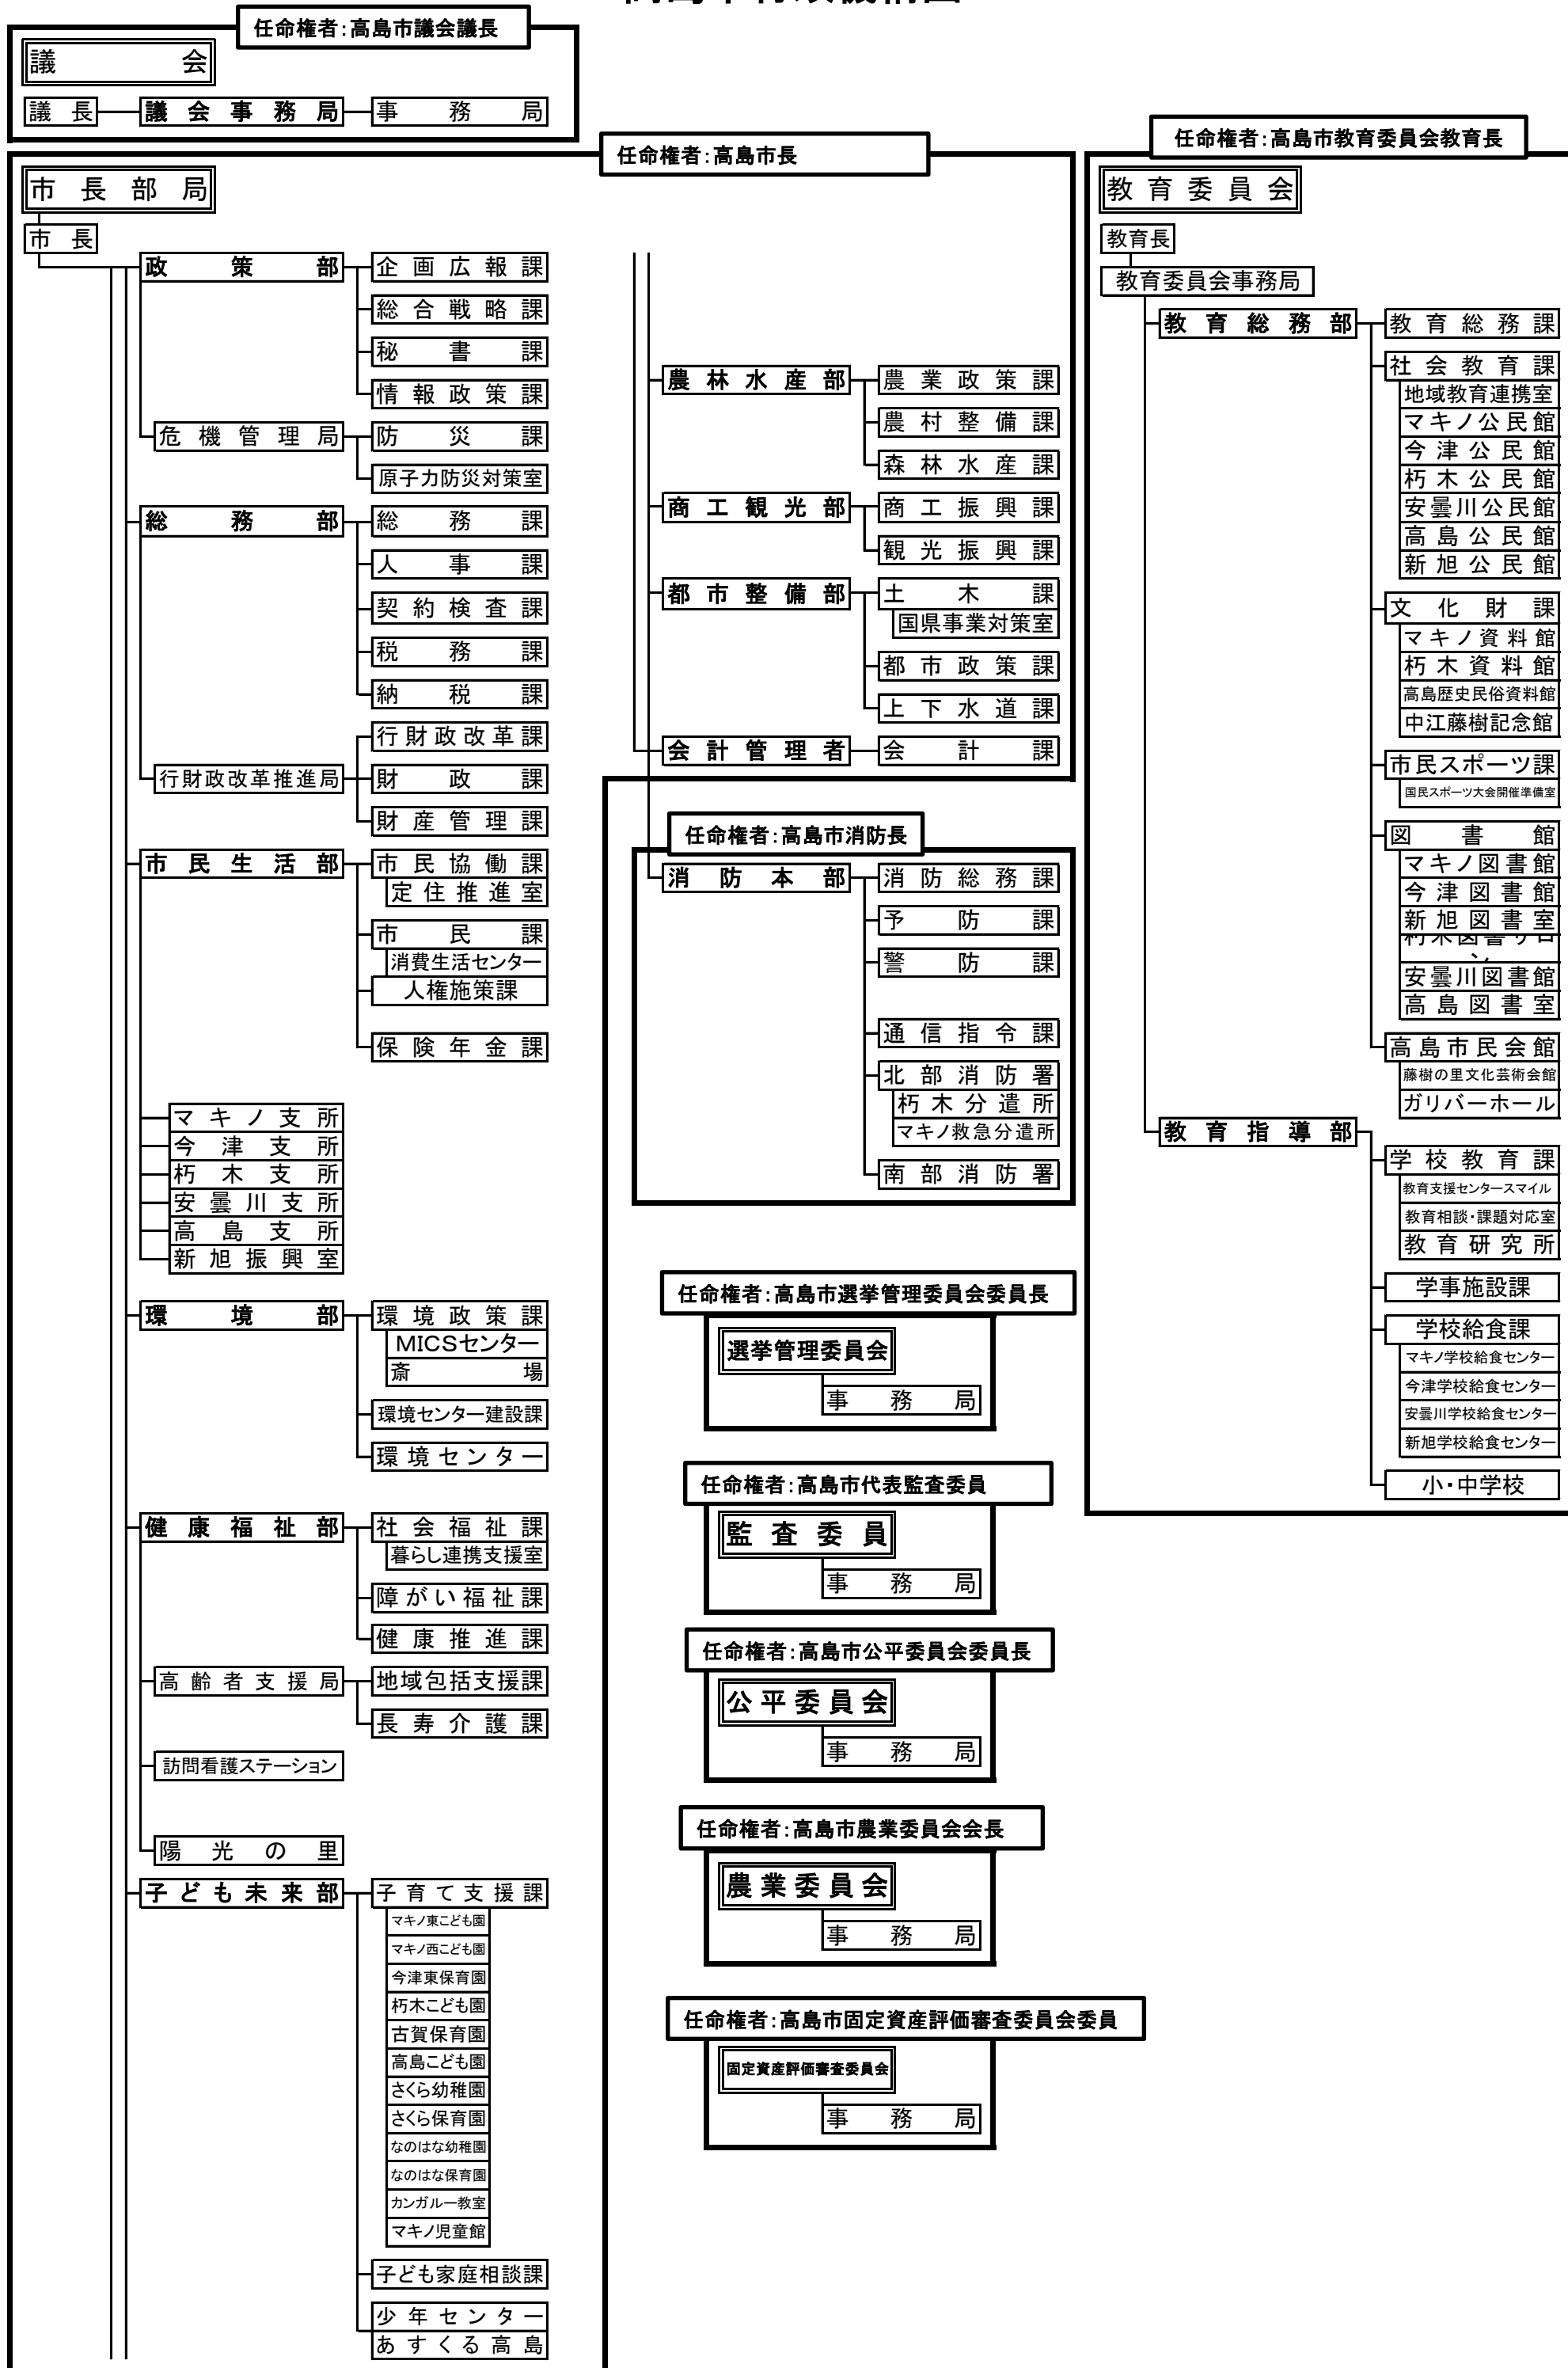 任命権者：高島市議会議長
議会
議長 議会事務局 事務局
任命権者：高島市長
市長部局
市長
政策部 企画広報課
総合戦略課
秘書課
情報政策課
危機管理局 防災課
原子力防災対策室
総務部 総務課
人事課
契約検査課
税務課
納税課
行財政改革課
行財政改革推進局 財政課
財産管理課
市民生活部 市民協働課
定住推進室
市民課
消費生活センター
人権施策課
保険年金課
マキノ支所
今津支所
朽木支所
安曇川支所
高島支所
新旭振興室
環境部 環境政策課
MICSセンター
斎場
環境センター建設課
環境センター
健康福祉部 社会福祉課
暮らし連携支援室
障がい福祉課
健康推進課
高齢者支援局 地域包括支援課
長寿介護課
訪問看護ステーション
陽光の里
子ども未来部 子育て支援課
マキノ東こども園
マキノ西こども園
今津東保育園
朽木こども園
古賀保育園
高島こども園
さくら幼稚園
さくら保育園
なのはな幼稚園
なのはな保育園
カンガルー教室
マキノ児童館
子ども家庭相談課
少年センター
あすくる高島
農林水産部 農業政策課
農村整備課
森林水産課
商工観光部 商工振興課
観光振興課
都市整備部 土木課
国県事業対策室
都市政策課
上下水道課
会計管理者 会計課
任命権者：高島市消防長
消防本部 消防総務課
予防課
警防課
通信指令課
北部消防署
朽木分遣所
マキノ救急分遣所
南部消防署
任命権者：高島市選挙管理委員会委員長
選挙管理委員会
事務局
任命権者：高島市代表監査委員
監査委員
事務局
任命権者：高島市公平委員会委員長
公平委員会
事務局
任命権者：高島市農業委員会会長
農業委員会
事務局
任命権者：高島市固定資産評価審査委員会委員
固定資産評価審査委員会
事務局
任命権者：高島市教育委員会教育長
教育委員会
教育長
教育委員会事務局
教育総務部 教育総務課
社会教育課
地域教育連携室
マキノ公民館
今津公民館
朽木公民館
安曇川公民館
高島公民館
新旭公民館
文化財課
マキノ資料館
朽木資料館
高島歴史民俗資料館
中江藤樹記念館
市民スポーツ課
国民スポーツ大会開催準備室
図書館
マキノ図書館
今津図書館
新旭図書室
安曇川図書館
高島図書室
高島市民会館
藤樹の里文化芸術会館
ガリバーホール
教育指導部
学校教育課
教育支援センタースマイル
教育相談・課題対応室
教育研究所
学事施設課
学校給食課
マキノ学校給食センター
今津学校給食センター
安曇川学校給食センター
新旭学校給食センター
小・中学校